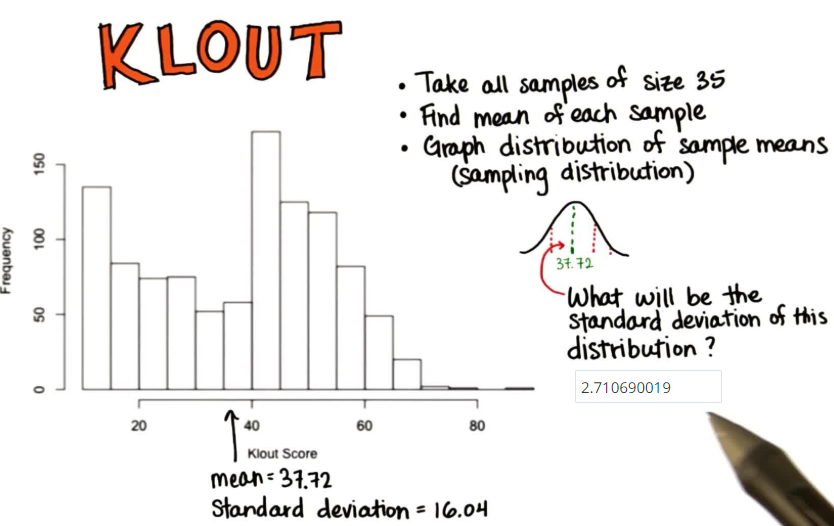 KLOUT
• Take all samples of size 35
• Find mean of each sample
• Graph distribution of sample means
(sampling distribution)
150
100
50
0
Frequency
37.72
What will be the
standard deviation of this
distribution?
2.710690019
20 40 60 80
Klout Score
mean = 37.72
Standard deviation = 16.04